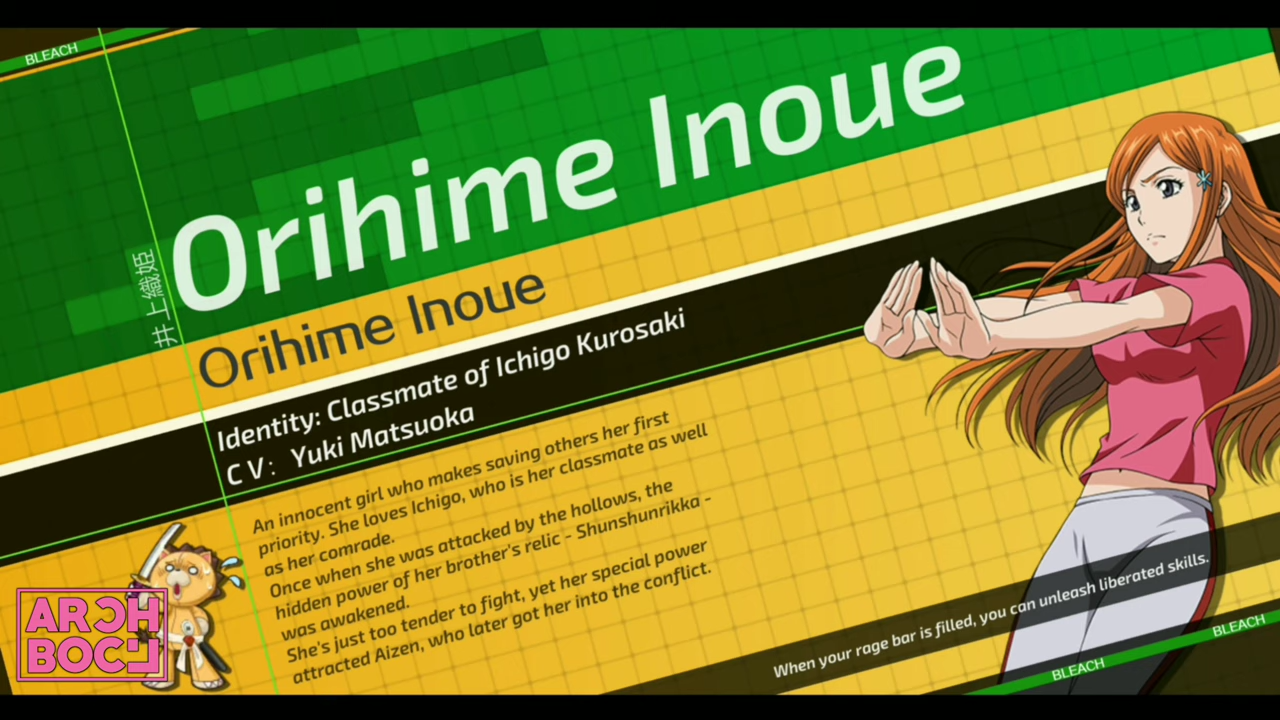 BLEACH
Orihime Inoue
井上織姫
Orihime Inoue
Identity: Classmate of Ichigo Kurosaki
CV: Yuki Matsuoka
An innocent girl who makes saving others her first
priority. She loves Ichigo, who is her classmate as well
as her comrade.
Once when she was attacked by the hollows, the
hidden power of her brother's relic - Shunshunrikka -
was awakened.
She's just too tender to fight, yet her special power
attracted Aizen, who later got her into the conflict.
When your rage bar is filled, you can unleash liberated skills.
BLEACH
BLEACH